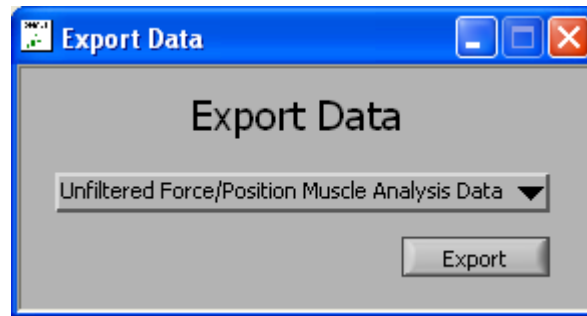 Export Data
Export Data
Unfiltered Force/Position Muscle Analysis Data
Export